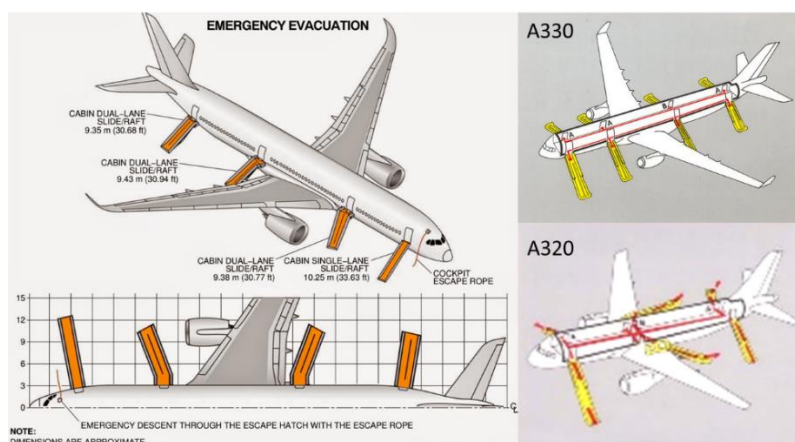 EMERGENCY EVACUATION
CABIN DUAL-LANE
SLIDE/RAFT
9.35 m (30.68 ft)
CABIN DUAL-LANE
SLIDE/RAFT
9.43 m (30.94 ft)
CABIN DUAL-LANE
SLIDE/RAFT
9.38 m (30.77 ft)
CABIN SINGLE-LANE
SLIDE/RAFT
10.25 m (33.63 ft)
COCKPIT
ESCAPE ROPE
15
12
9
6
3
0
EMERGENCY DESCENT THROUGH THE ESCAPE HATCH WITH THE ESCAPE ROPE
NOTE:
DIMENSIONS ARE APPROXIMATE
A330
A
A
B
A
A320